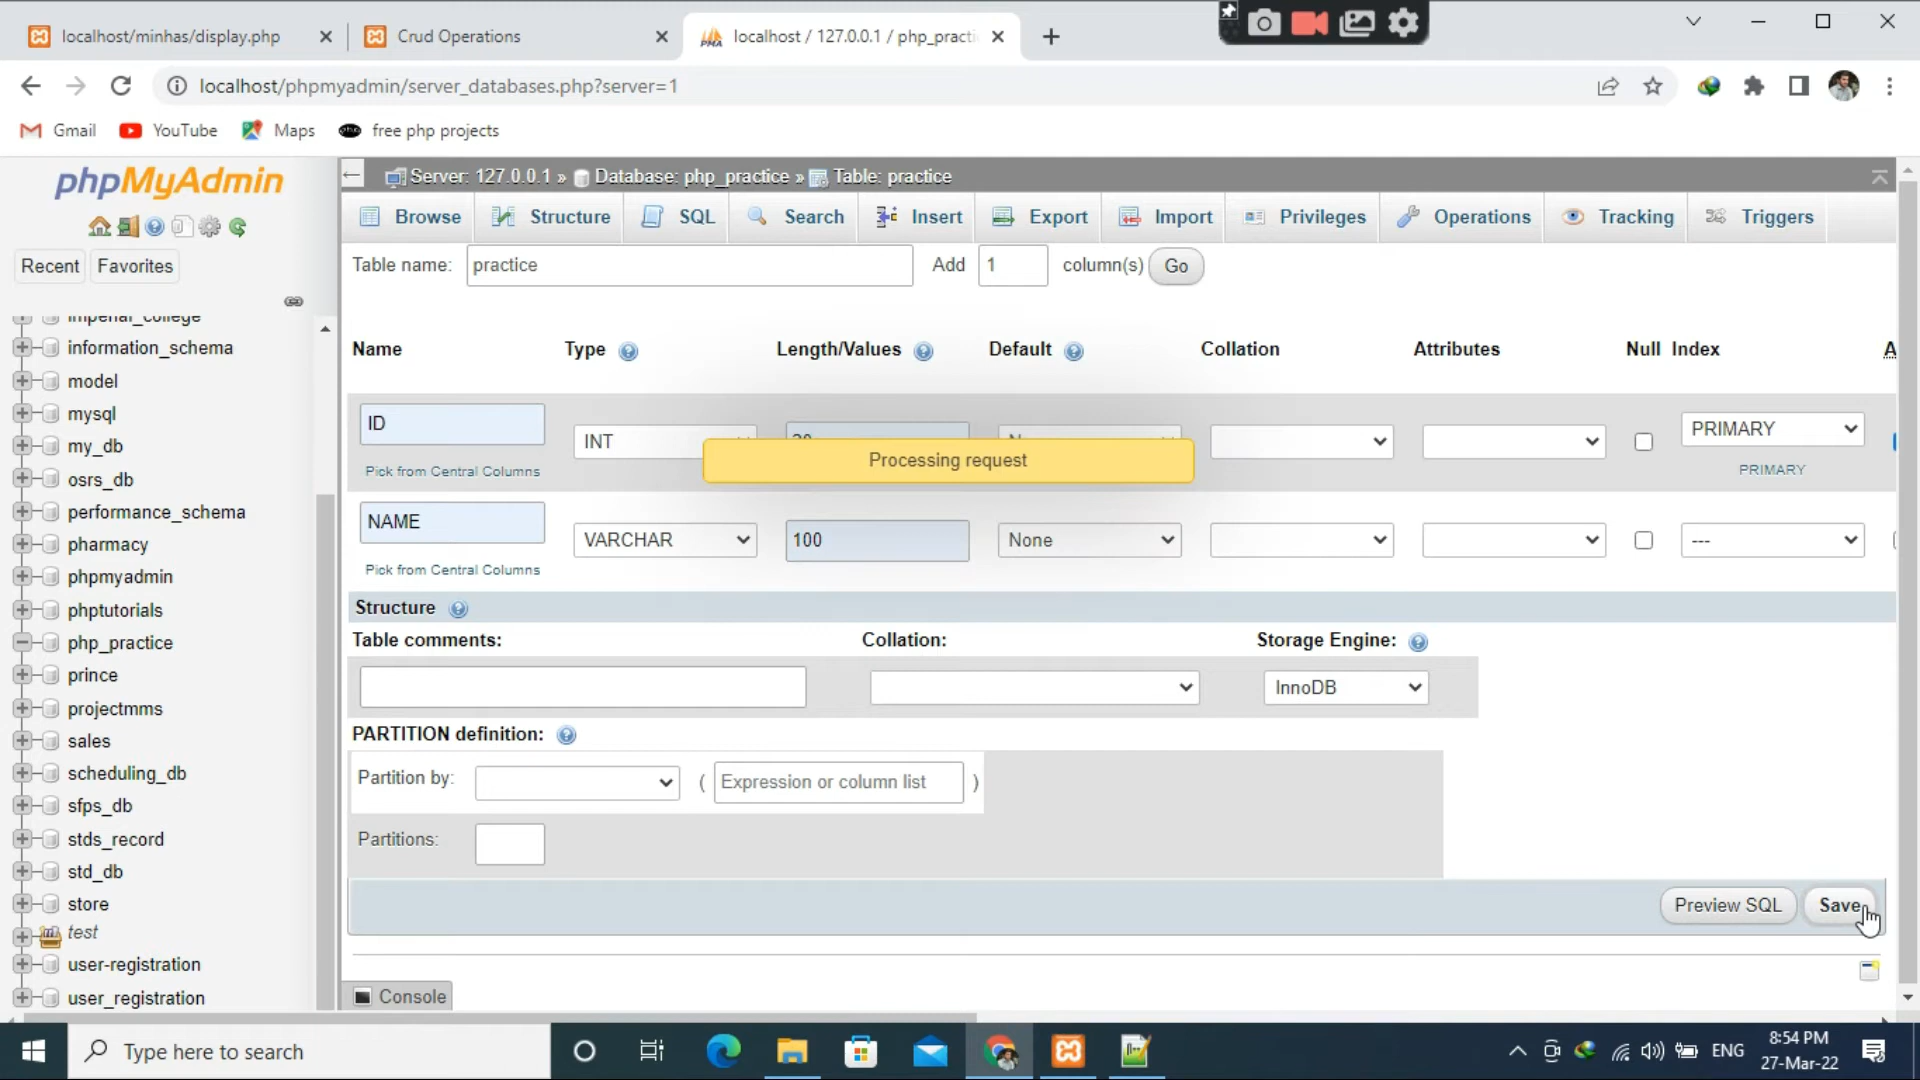 localhost/minhas/display.php
Crud Operations
localhost / 127.0.0.1 / php_practi
localhost/phpmyadmin/server_databases.php?server=1
Gmail
YouTube
Maps
free php projects
phpMyAdmin
Recent
Favorites
imperial_college
information_schema
model
mysql
my_db
osrs_db
performance_schema
pharmacy
phpmyadmin
phptutorials
php_practice
prince
projectmms
sales
scheduling_db
sfps_db
stds_record
std_db
store
test
user-registration
user_registration
Server: 127.0.0.1 » Database: php_practice » Table: practice
Browse
Structure
SQL
Search
Insert
Export
Import
Privileges
Operations
Tracking
Triggers
Table name: practice Add 1 column(s) Go
Name Type Length/Values Default Collation Attributes Null Index A
ID INT PRIMARY
Pick from Central Columns PRIMARY
Processing request
NAME VARCHAR 100 None ---
Pick from Central Columns
Structure
Table comments: Collation: Storage Engine:
InnoDB
PARTITION definition:
Partition by: ( Expression or column list )
Partitions:
Preview SQL Save
Console
Type here to search
ENG
8:54 PM
27-Mar-22